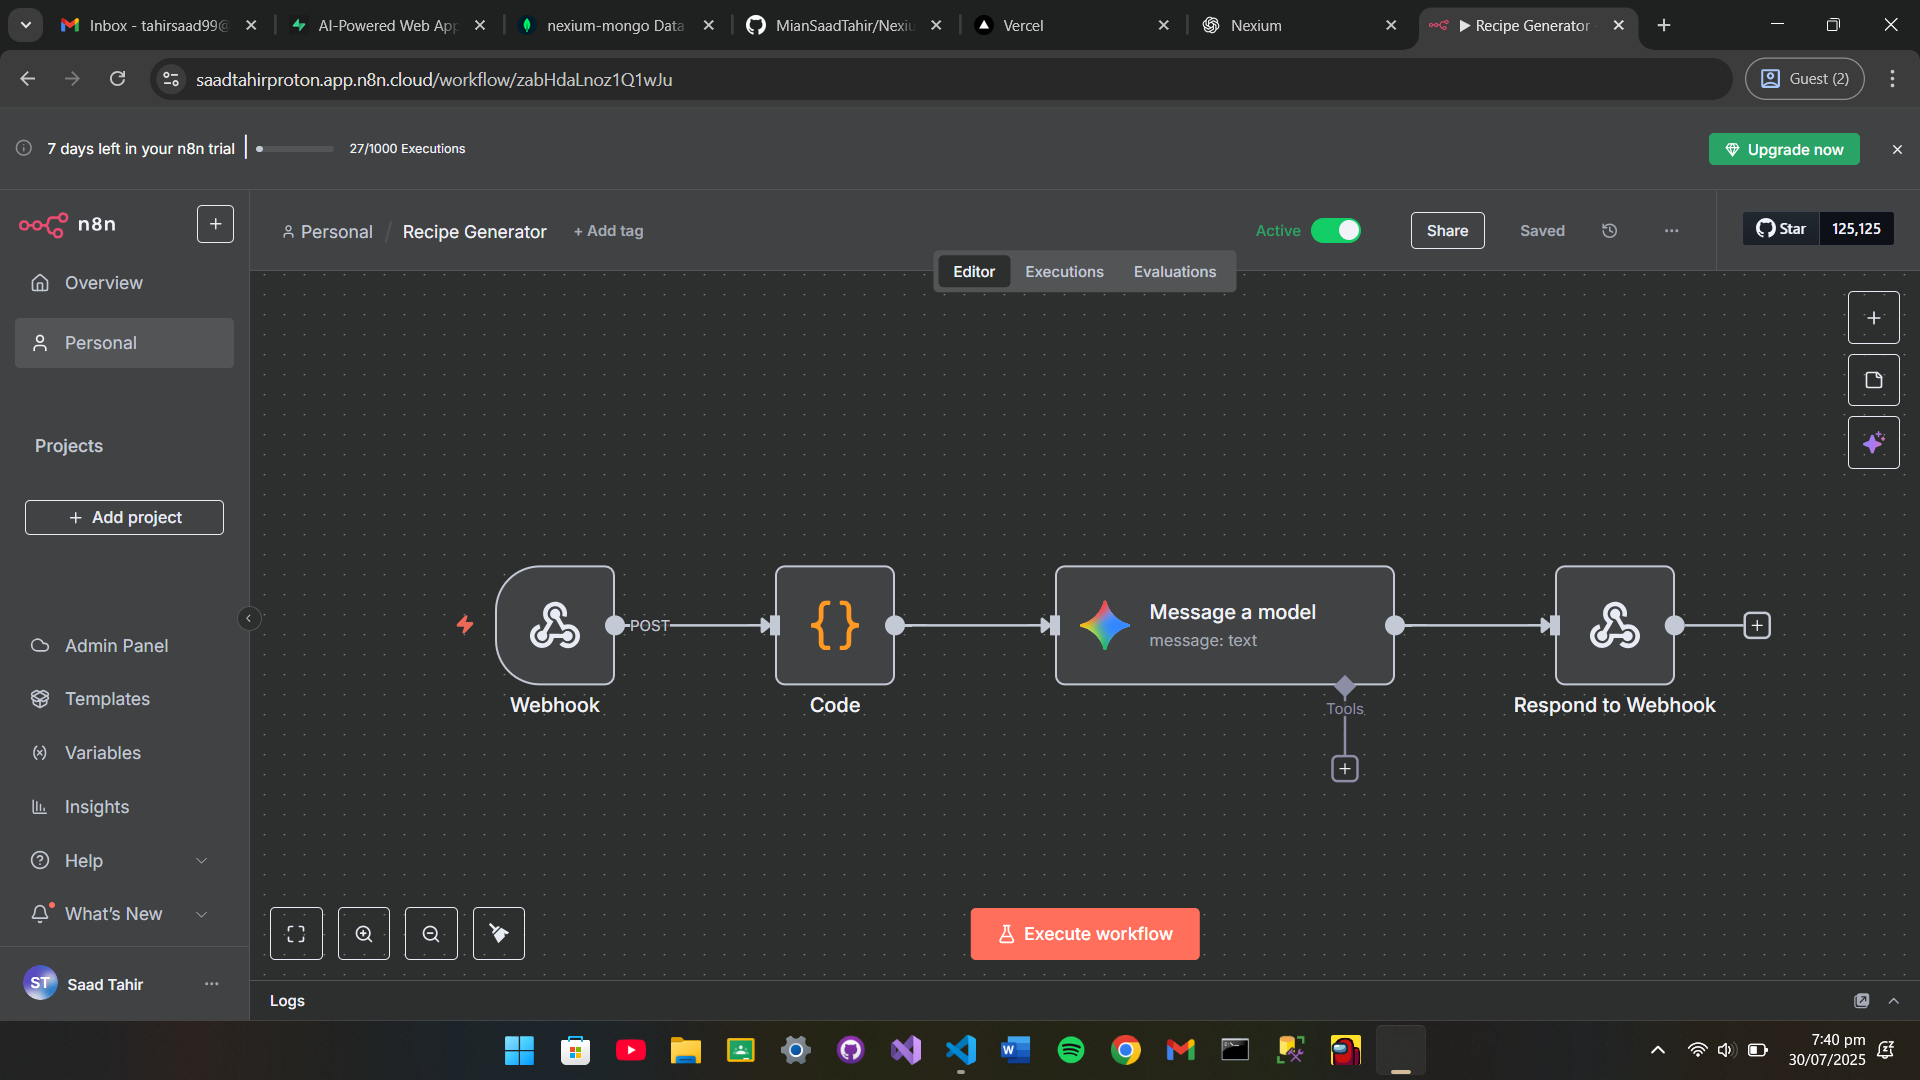 Inbox - tahirsaad99@
AI-Powered Web App
nexium-mongo Data
MianSaadTahir/Nexiu
Vercel
Nexium
▶ Recipe Generator -
saadtahirproton.app.n8n.cloud/workflow/zabHdaLnoz1Q1wJu
Guest (2)
7 days left in your n8n trial
27/1000 Executions
Upgrade now
n8n
Personal / Recipe Generator
+ Add tag
Active
Share
Saved
Star
125,125
Editor
Executions
Evaluations
Overview
Personal
Projects
+ Add project
Admin Panel
Templates
Variables
Insights
Help
What's New
ST
Saad Tahir
POST
Webhook
Code
Message a model
message: text
Tools
Respond to Webhook
Execute workflow
Logs
7:40 pm
30/07/2025